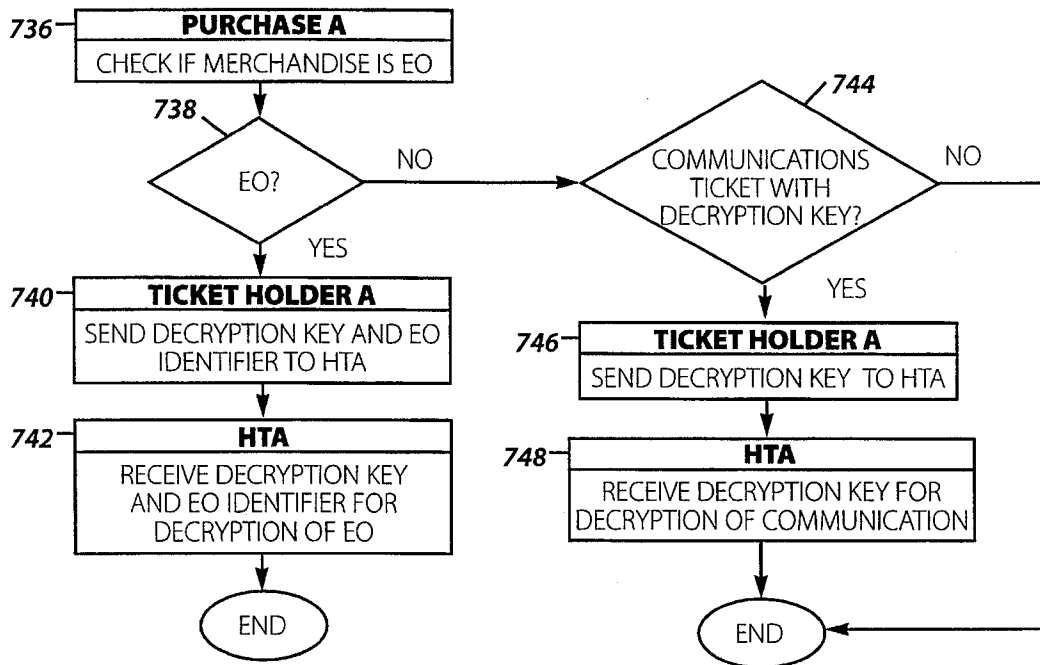 736
PURCHASE A
CHECK IF MERCHANDISE IS EO
738
EO?
NO
YES
740
TICKET HOLDER A
SEND DECRYPTION KEY AND EO
IDENTIFIER TO HTA
742
HTA
RECEIVE DECRYPTION KEY
AND EO IDENTIFIER FOR
DECRYPTION OF EO
END
744
COMMUNICATIONS
TICKET WITH
DECRYPTION KEY?
NO
YES
746
TICKET HOLDER A
SEND DECRYPTION KEY TO HTA
748
HTA
RECEIVE DECRYPTION KEY FOR
DECRYPTION OF COMMUNICATION
END